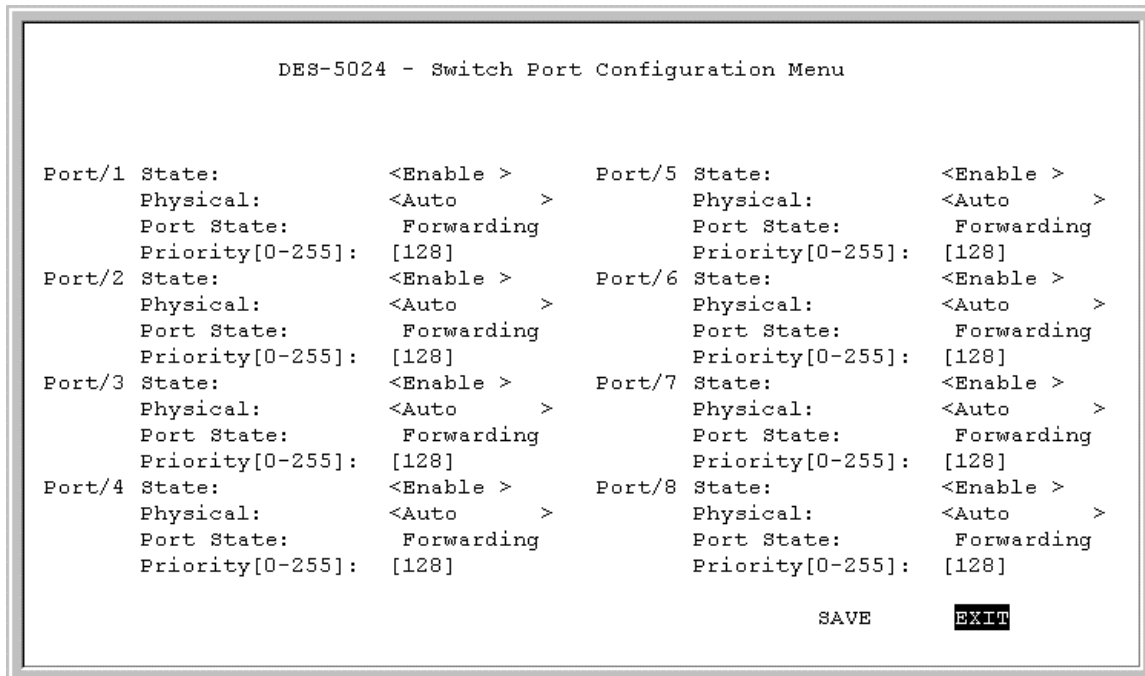 DES-5024 - Switch Port Configuration Menu
Port/1 State: <Enable > Port/5 State: <Enable >
Physical: <Auto > Physical: <Auto >
Port State: Forwarding Port State: Forwarding
Priority[0-255]: [128] Priority[0-255]: [128]
Port/2 State: <Enable > Port/6 State: <Enable >
Physical: <Auto > Physical: <Auto >
Port State: Forwarding Port State: Forwarding
Priority[0-255]: [128] Priority[0-255]: [128]
Port/3 State: <Enable > Port/7 State: <Enable >
Physical: <Auto > Physical: <Auto >
Port State: Forwarding Port State: Forwarding
Priority[0-255]: [128] Priority[0-255]: [128]
Port/4 State: <Enable > Port/8 State: <Enable >
Physical: <Auto > Physical: <Auto >
Port State: Forwarding Port State: Forwarding
Priority[0-255]: [128] Priority[0-255]: [128]
SAVE EXIT